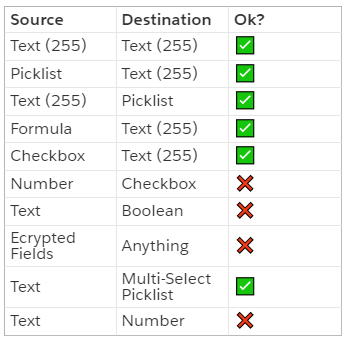 Source Destination Ok?
Text (255) Text (255) ✅
Picklist Text (255) ✅
Text (255) Picklist ✅
Formula Text (255) ✅
Checkbox Text (255) ✅
Number Checkbox ❌
Text Boolean ❌
Ecrypted
Fields Anything ❌
Text Multi-Select
Picklist ✅
Text Number ❌